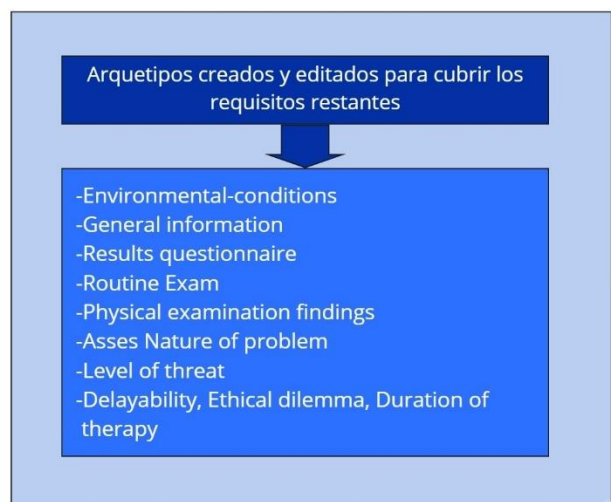 Arquetipos creados y editados para cubrir los
requisitos restantes
-Environmental-conditions
-General information
-Results questionnaire
-Routine Exam
-Physical examination findings
-Asses Nature of problem
-Level of threat
-Delayability, Ethical dilemma, Duration of
therapy